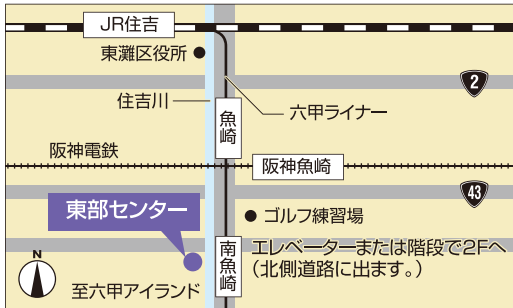 JR住吉
東灘区役所
2
住吉川
六甲ライナー
魚崎
阪神電鉄
阪神魚崎
43
東部センター
ゴルフ練習場
エレベーターまたは階段で2Fへ
(北側道路に出ます。)
南魚崎
N
至六甲アイランド